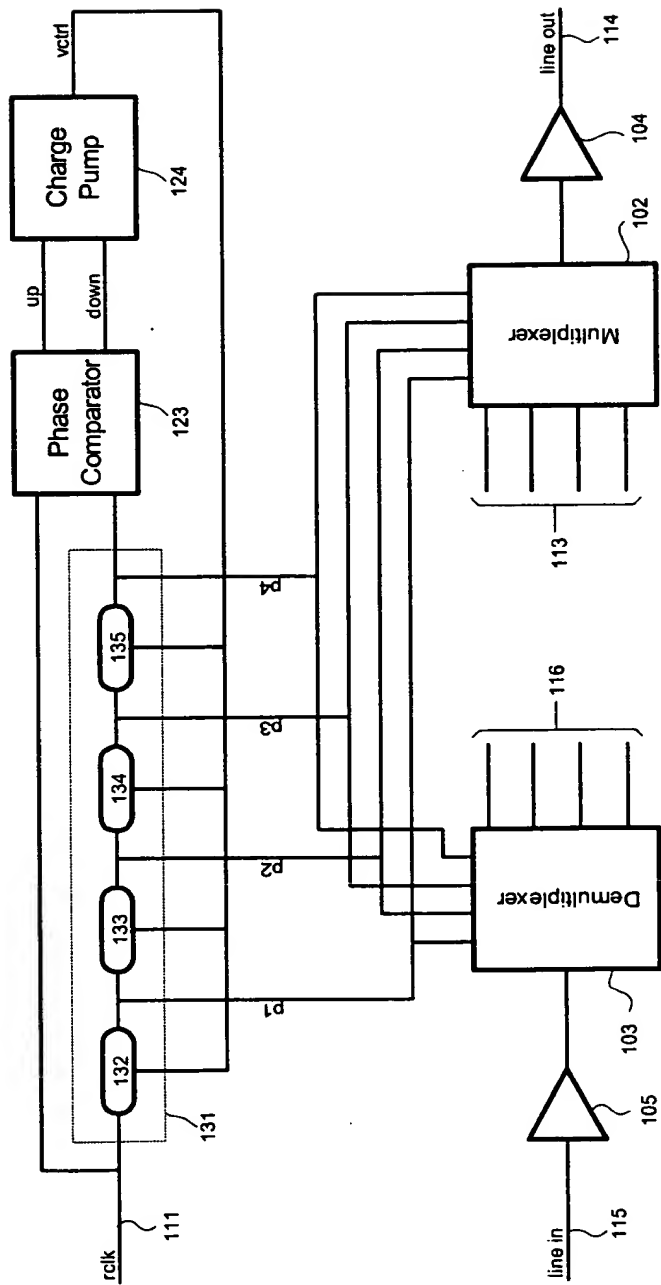 rclk
111
132
133
134
135
131
Phase
Comparator
123
up
down
Charge
Pump
124
vctrl
p1
p2
p3
p4
line in
115
105
Demultiplexer
103
116
113
Multiplexer
102
104
line out
114